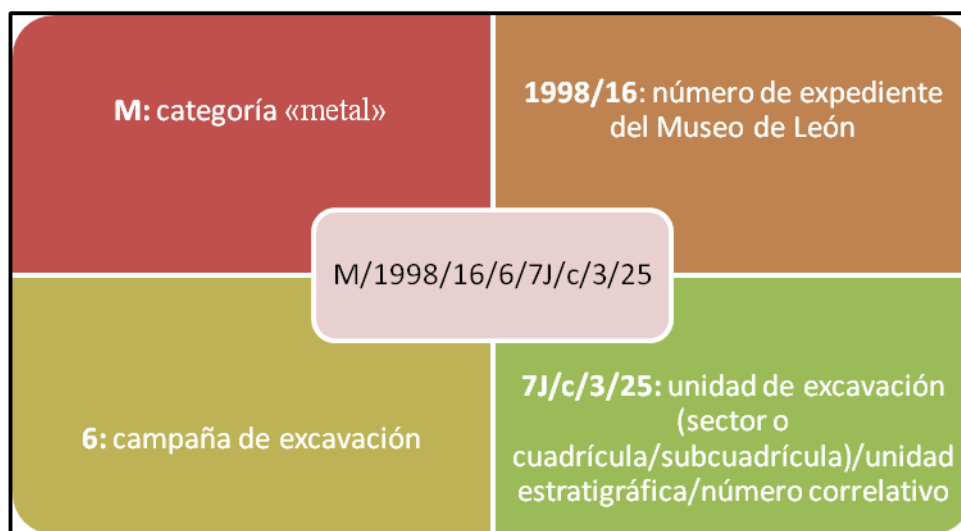 M: categoría «metal»
1998/16: número de expediente
del Museo de León
M/1998/16/6/7J/c/3/25
6: campaña de excavación
7J/c/3/25: unidad de excavación
(sector o
cuadrícula/subcuadrícula)/unidad
estratigráfica/número correlativo